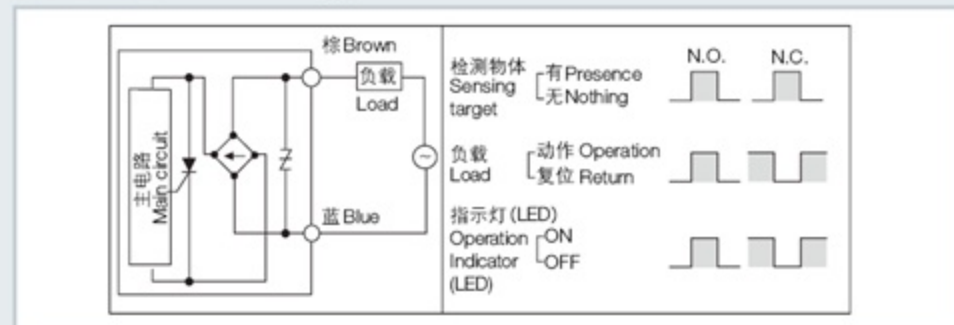 棕Brown
负载
Load
主电路
Main circuit
~
蓝Blue
N.O.
N.C.
检测物体
Sensing
target
有Presence
无Nothing
负载
Load
动作 Operation
复位 Return
指示灯(LED)
Operation
Indicator
(LED)
ON
OFF